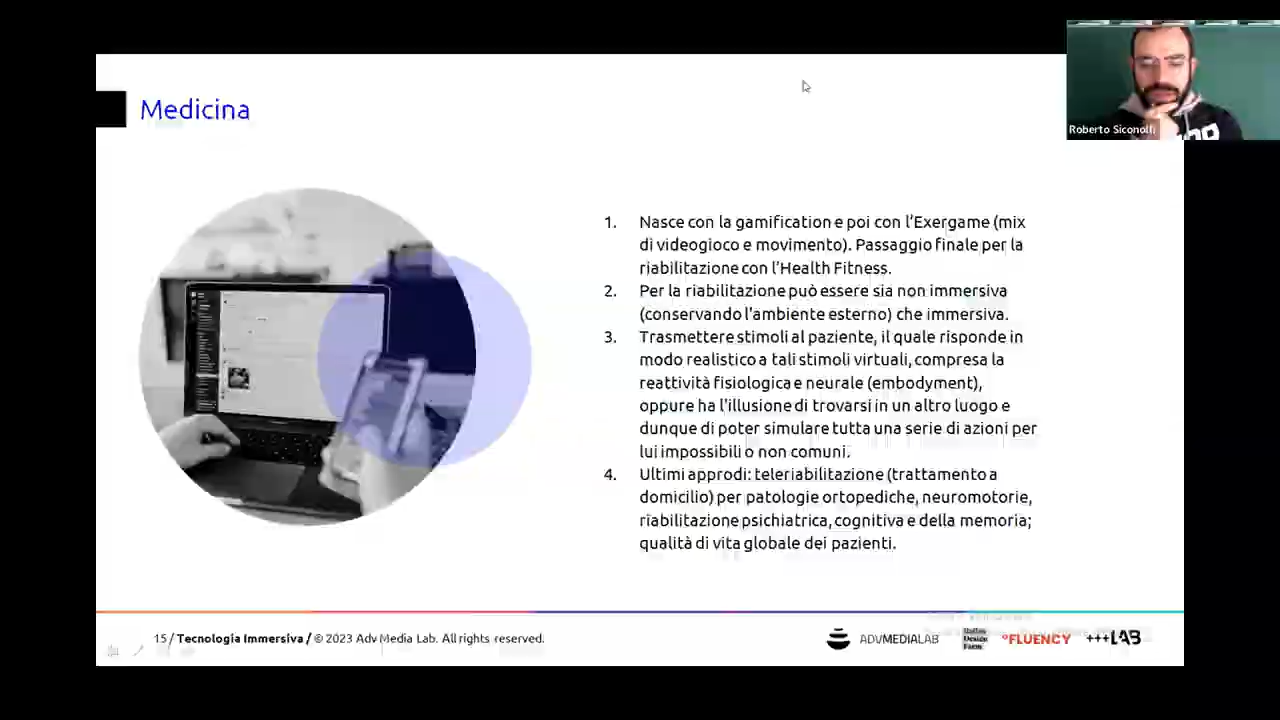 Medicina
Roberto Siconolfi
1. Nasce con la gamification e poi con l'Exergame (mix
di videogioco e movimento). Passaggio finale per la
riabilitazione con l'Health Fitness.
2. Per la riabilitazione può essere sia non immersiva
(conservando l'ambiente esterno) che immersiva.
3. Trasmettere stimoli al paziente, il quale risponde in
modo realistico a tali stimoli virtuali, compresa la
reattività fisiologica e neurale (embodyment),
oppure ha l'illusione di trovarsi in un altro luogo e
dunque di poter simulare tutta una serie di azioni per
lui impossibili o non comuni.
4. Ultimi approdi: teleriabilitazione (trattamento a
domicilio) per patologie ortopediche, neuromotorie,
riabilitazione psichiatrica, cognitiva e della memoria;
qualità di vita globale dei pazienti.
15 / Tecnologia Immersiva / © 2023 Adv Media Lab. All rights reserved.
ADVMEDIALAB
FLUENCY
+++LAB